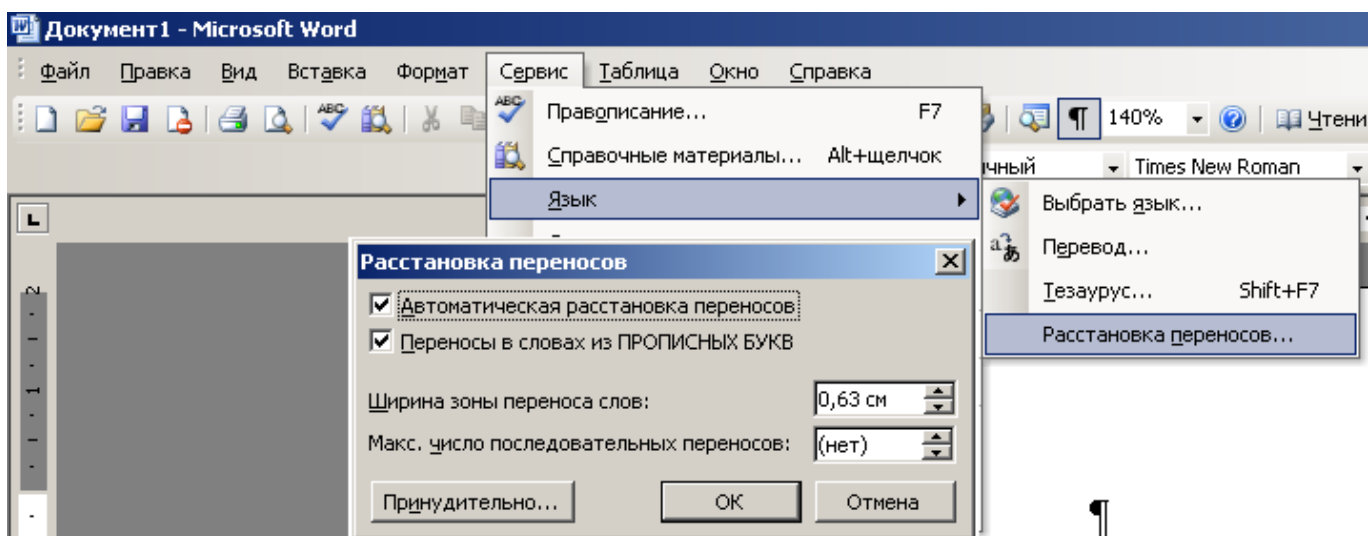 Документ1 - Microsoft Word
Файл Правка Вид Вставка Формат Сервис Таблица Окно Справка
Правописание... F7
140%
Справочные материалы... Alt+щелчок
Times New Roman
Язык
Выбрать язык...
Перевод...
Тезаурус... Shift+F7
Расстановка переносов...
Расстановка переносов
Автоматическая расстановка переносов
Переносы в словах из ПРОПИСНЫХ БУКВ
Ширина зоны переноса слов: 0,63 см
Макс. число последовательных переносов: (нет)
Принудительно... ОК Отмена
¶